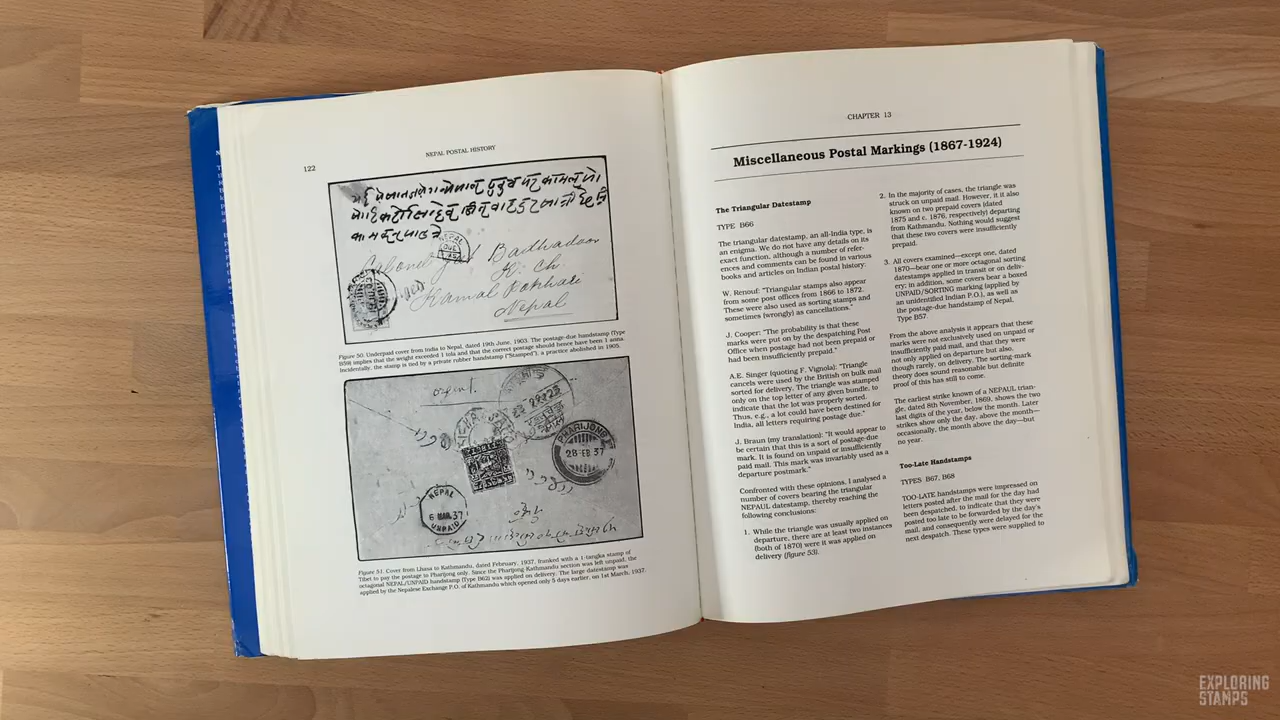 122
NEPAL POSTAL HISTORY
NEPAL
Badhadoor
H. Ch.
Kamal Pokhari
Nepal
Figure 50. Underpaid cover from India to Nepal, dated 19th June, 1903. The postage-due handstamp (Type
B59) implies that the weight exceeded 1 tola and that the correct postage should hence have been 1 anna.
Incidentally, the stamp is tied by a private rubber handstamp ("Stamped"), a practice abolished in 1905.
PHARIJONG
28 FEB 37
NEPAL
6 MAR. 37
UNPAID
Figure 51. Cover from Lhasa to Kathmandu, dated February, 1937, franked with a 1-tangka stamp of
Tibet to pay the postage to Pharijong only. Since the Pharijong Kathmandu section was left unpaid, the
octagonal NEPAL/UNPAID handstamp (Type B62) was applied on delivery. The large datestamp was
applied by the Nepalese Exchange P.O. of Kathmandu which opened only 5 days earlier, on 1st March, 1937.
CHAPTER 13
Miscellaneous Postal Markings (1867-1924)
The Triangular Datestamp
TYPE B66
The triangular datestamp, an all-India type, is
an enigma. We do not have any details on its
exact function, although a number of refer-
ences and comments can be found in various
books and articles on Indian postal history:
W. Renouf: "Triangular stamps also appear
from some post offices from 1866 to 1872.
These were also used as sorting stamps and
sometimes (wrongly) as cancellations."
J. Cooper: "The probability is that these
marks were put on by the despatching Post
Office when postage had not been prepaid or
had been insufficiently prepaid."
A.E. Singer (quoting F. Vignola): "Triangle
cancels were used by the British on bulk mail
sorted for delivery. The triangle was stamped
only on the top letter of any given bundle, to
indicate that the lot was properly sorted.
Thus, e.g., a lot could have been destined for
India, all letters requiring postage due."
J. Braun (my translation): "It would appear to
be certain that this is a sort of postage-due
mark. It is found on unpaid or insufficiently
paid mail. This mark was invariably used as a
departure postmark."
Confronted with these opinions, I analysed a
number of covers bearing the triangular
NEPAUL datestamp, thereby reaching the
following conclusions:
1. While the triangle was usually applied on
departure, there are at least two instances
(both of 1870) were it was applied on
delivery (figure 53).
2. In the majority of cases, the triangle was
struck on unpaid mail. However, it it also
known on two prepaid covers (dated
1875 and c. 1876, respectively) departing
from Kathmandu. Nothing would suggest
that these two covers were insufficiently
prepaid.
3. All covers examined—except one, dated
1870—bear one or more octagonal sorting
datestamps applied in transit or on deliv-
ery; in addition, some covers bear a boxed
UNPAID/SORTING marking (applied by
an unidentified Indian P.O.), as well as
the postage-due handstamp of Nepal,
Type B57.
From the above analysis it appears that these
marks were not exclusively used on unpaid or
insufficiently paid mail, and that they were
not only applied on departure but also,
though rarely, on delivery. The sorting-mark
theory does sound reasonable but definite
proof of this has still to come.
The earliest strike known of a NEPAUL trian-
gle, dated 8th November, 1869, shows the two
last digits of the year, below the month. Later
strikes show only the day, above the month—
occasionally, the month above the day—but
no year.
Too-Late Handstamps
TYPES B67, B68
TOO-LATE handstamps were impressed on
letters posted after the mail for the day had
been despatched, to indicate that they were
posted too late to be forwarded by the day's
mail, and consequently were delayed for the
next despatch. These types were supplied to
EXPLORING
STAMPS